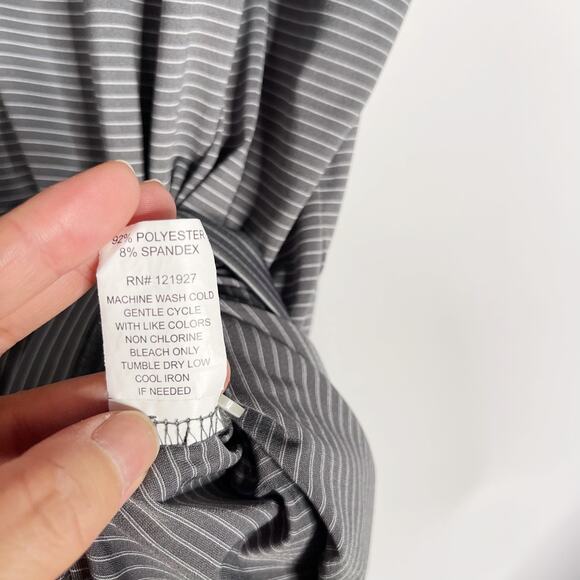 92% POLYESTER
8% SPANDEX
RN# 121927
MACHINE WASH COLD
GENTLE CYCLE
WITH LIKE COLORS
NON CHLORINE
BLEACH ONLY
TUMBLE DRY LOW
COOL IRON
IF NEEDED